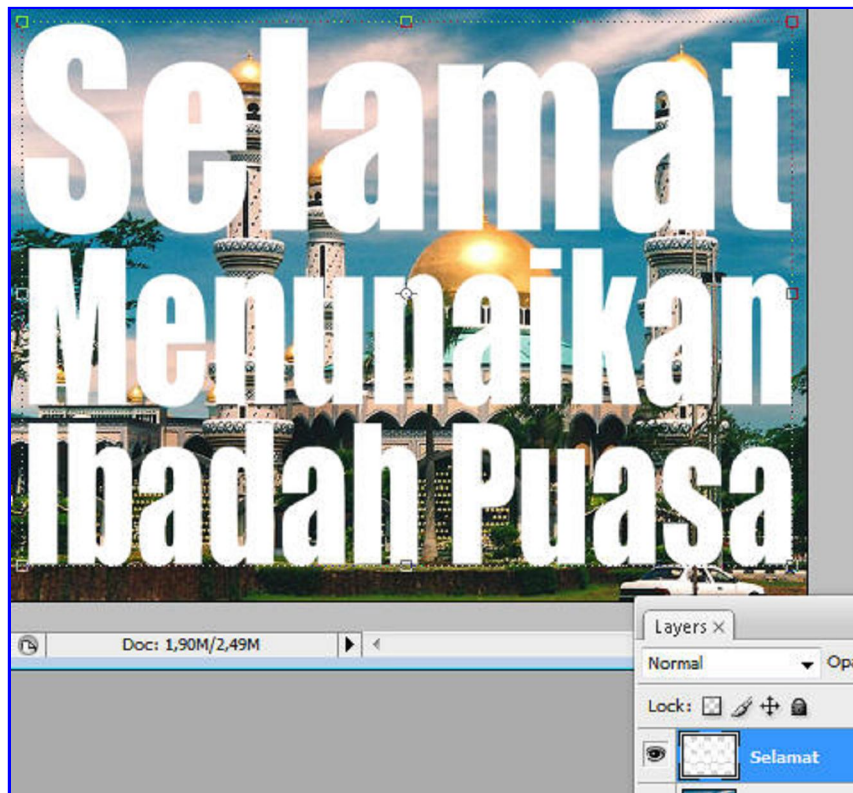 Selamat
Menunaikan
Ibadah Puasa
Doc: 1,90M/2,49M
Layers ×
Normal
Lock:
Selamat